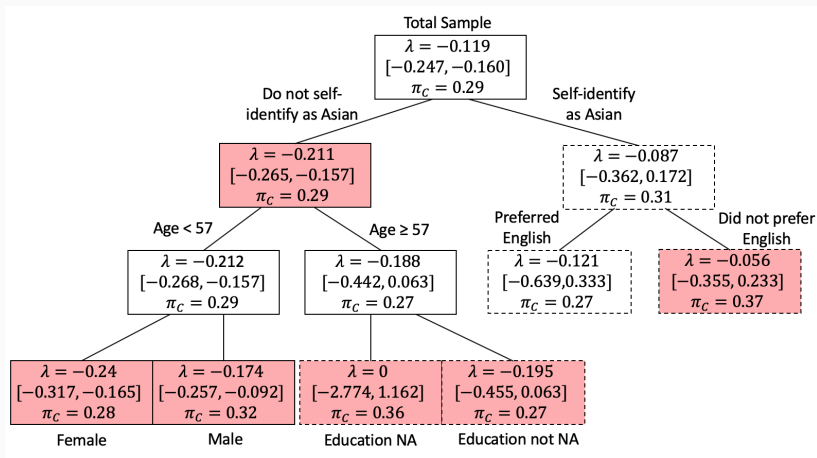 Total Sample
λ = −0.119
[−0.247, −0.160]
π_C = 0.29
Do not self-
identify as Asian
Self-identify
as Asian
λ = −0.211
[−0.265, −0.157]
π_C = 0.29
λ = −0.087
[−0.362, 0.172]
π_C = 0.31
Age < 57
Age ≥ 57
Preferred
English
Did not prefer
English
λ = −0.212
[−0.268, −0.157]
π_C = 0.29
λ = −0.188
[−0.442, 0.063]
π_C = 0.27
λ = −0.121
[−0.639,0.333]
π_C = 0.27
λ = −0.056
[−0.355, 0.233]
π_C = 0.37
λ = −0.24
[−0.317, −0.165]
π_C = 0.28
λ = −0.174
[−0.257, −0.092]
π_C = 0.32
λ = 0
[−2.774, 1.162]
π_C = 0.36
λ = −0.195
[−0.455, 0.063]
π_C = 0.27
Female
Male
Education NA
Education not NA